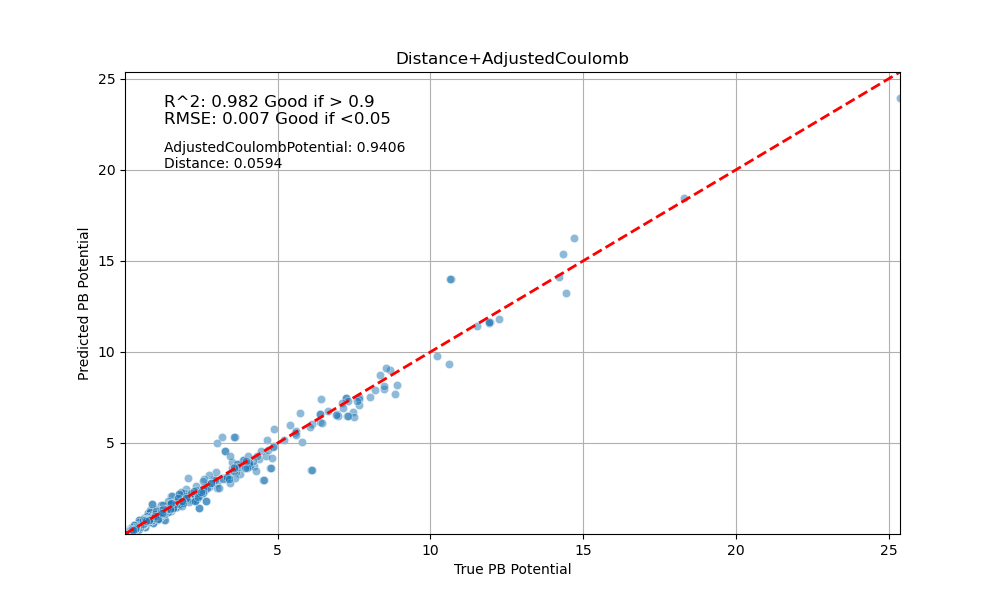 Distance+AdjustedCoulomb
R^2: 0.982 Good if > 0.9
RMSE: 0.007 Good if <0.05
AdjustedCoulombPotential: 0.9406
Distance: 0.0594
25
20
15
10
5
Predicted PB Potential
5
10
15
20
25
True PB Potential